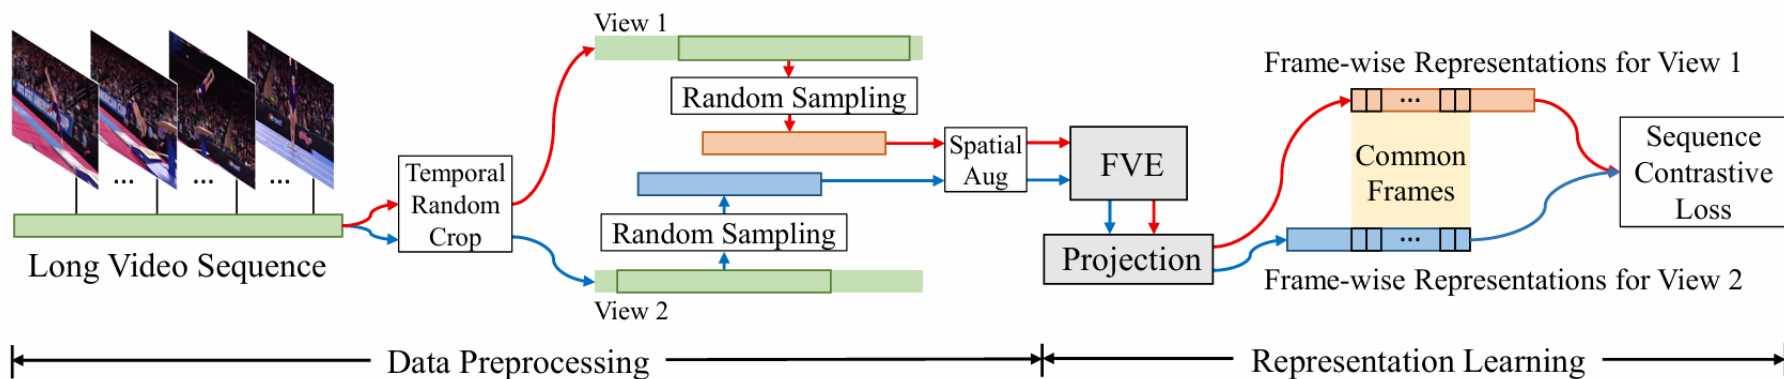 View 1
Random Sampling
Temporal
Random
Crop
Long Video Sequence
Random Sampling
View 2
Spatial
Aug
FVE
Projection
Frame-wise Representations for View 1
...
Common
Frames
...
Frame-wise Representations for View 2
Sequence
Contrastive
Loss
Data Preprocessing
Representation Learning